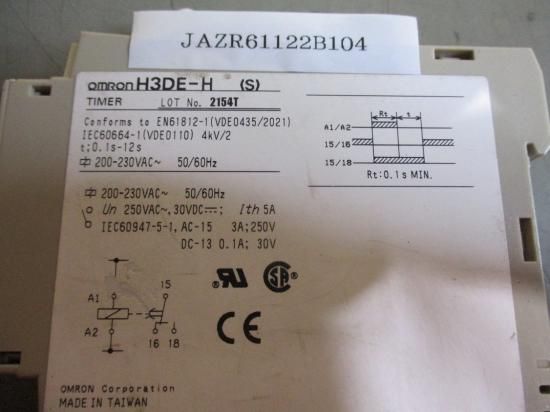 JAZR61122B104
omron H3DE-H (S)
TIMER LOT No. 2154T
Conforms to EN61812-1(VDE0435/2021)
IEC60664-1(VDE0110) 4kV/2
t;0.1s-12s
200-230VAC~ 50/60Hz
Rt t
A1/A2
15/16
15/18
Rt:0.1s MIN.
200-230VAC~ 50/60Hz
Un 250VAC~,30VDC⎓; Ith 5A
IEC60947-5-1, AC-15 3A;250V
DC-13 0.1A; 30V
A1
15
A2
16 18
RU ® SA ®
CE
OMRON Corporation
MADE IN TAIWAN